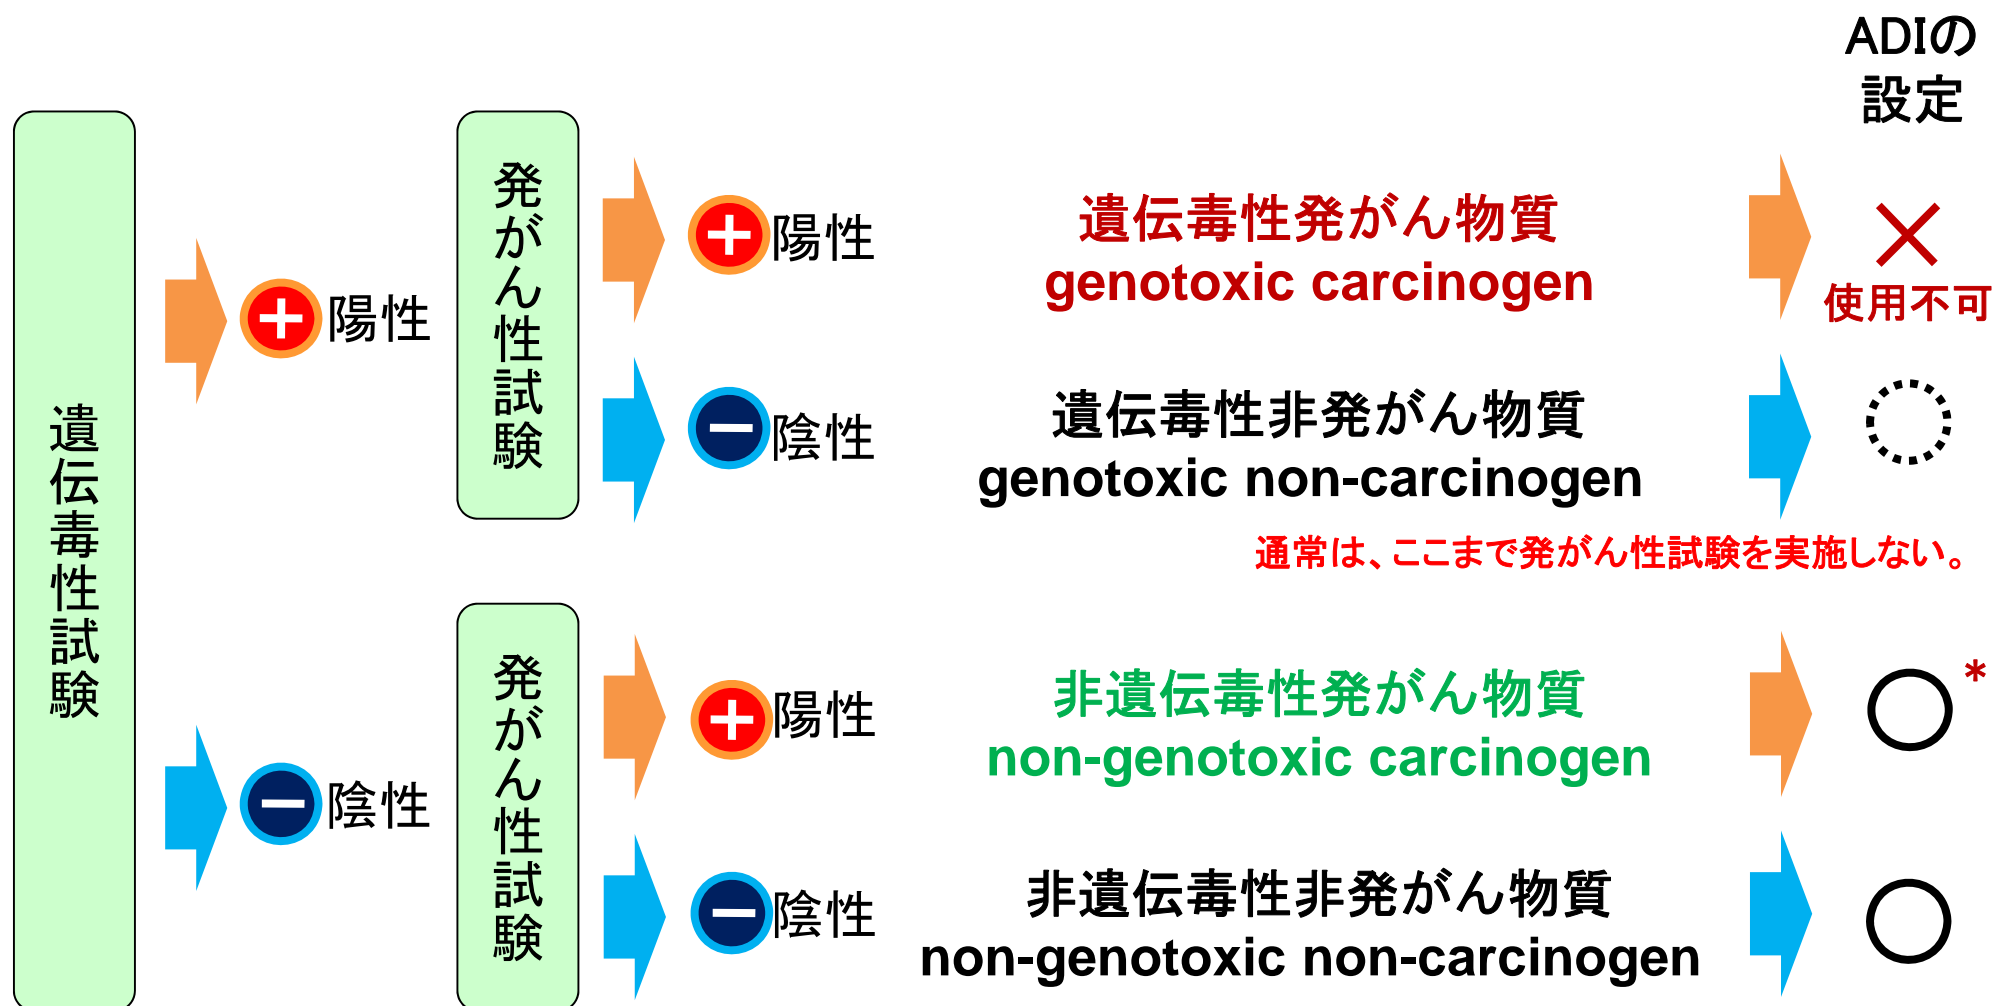 ADIの
設定
遺伝毒性試験
陽性
発がん性試験
陽性
遺伝毒性発がん物質
genotoxic carcinogen
使用不可
陰性
遺伝毒性非発がん物質
genotoxic non-carcinogen
通常は、ここまで発がん性試験を実施しない。
陰性
発がん性試験
陽性
非遺伝毒性発がん物質
non-genotoxic carcinogen
*
陰性
非遺伝毒性非発がん物質
non-genotoxic non-carcinogen